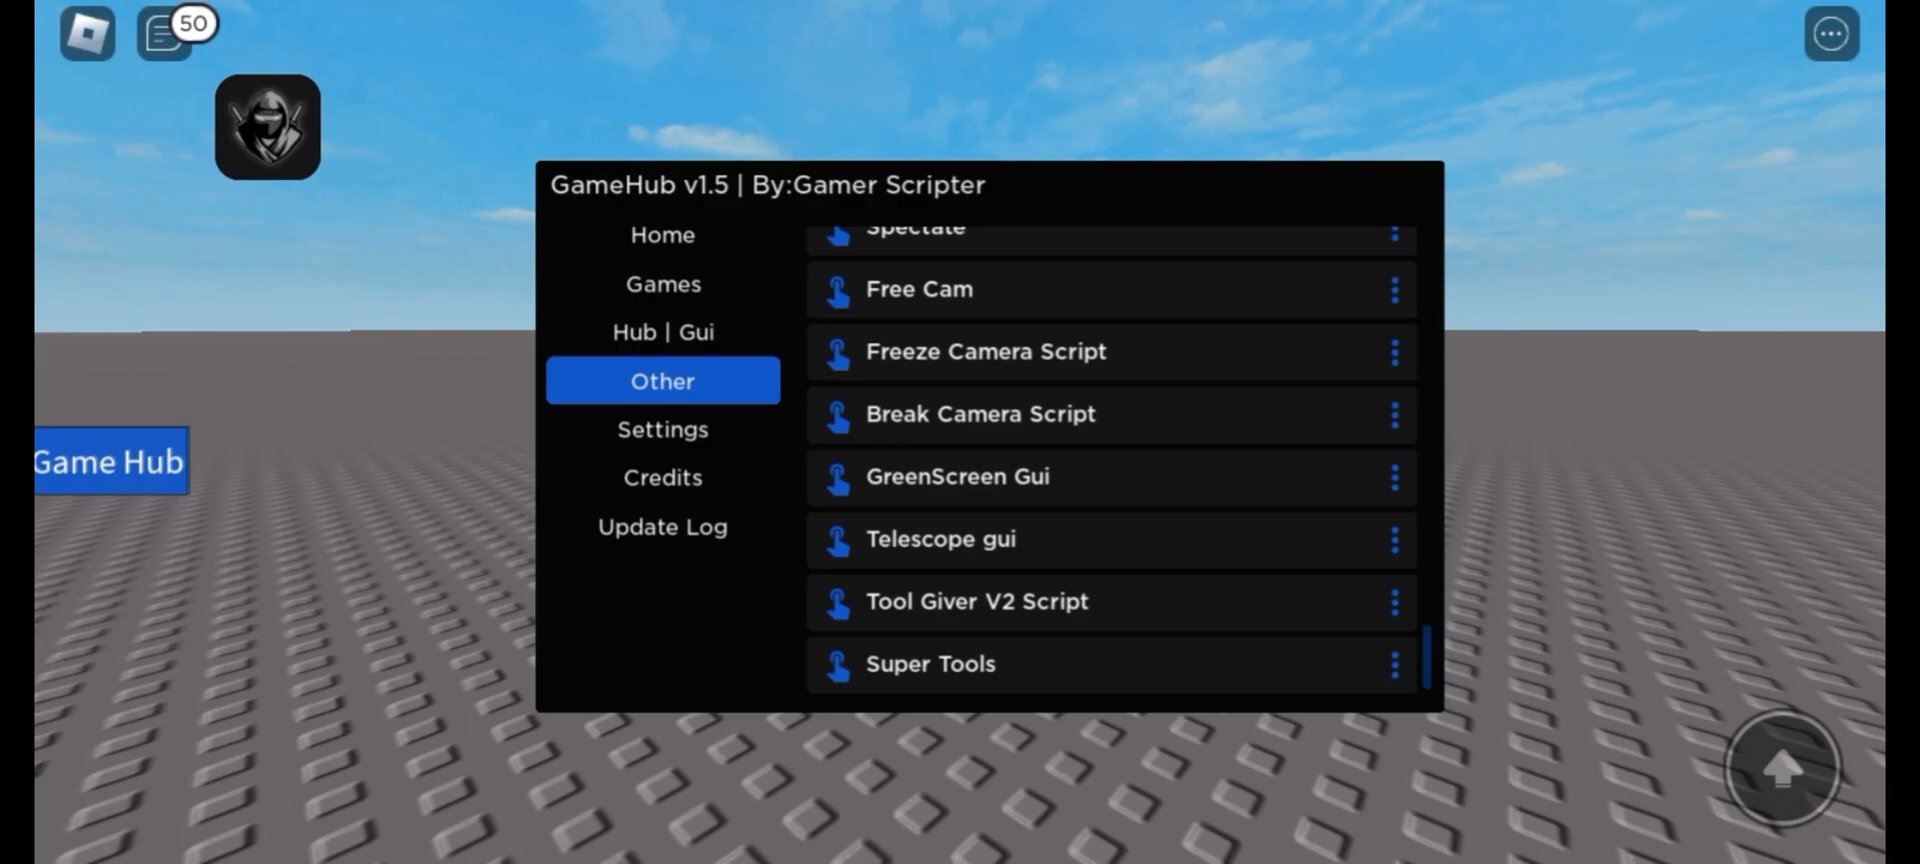 50
GameHub v1.5 | By:Gamer Scripter
Home
Games
Hub | Gui
Other
Settings
Credits
Update Log
Spectate
Free Cam
Freeze Camera Script
Break Camera Script
GreenScreen Gui
Telescope gui
Tool Giver V2 Script
Super Tools
Game Hub